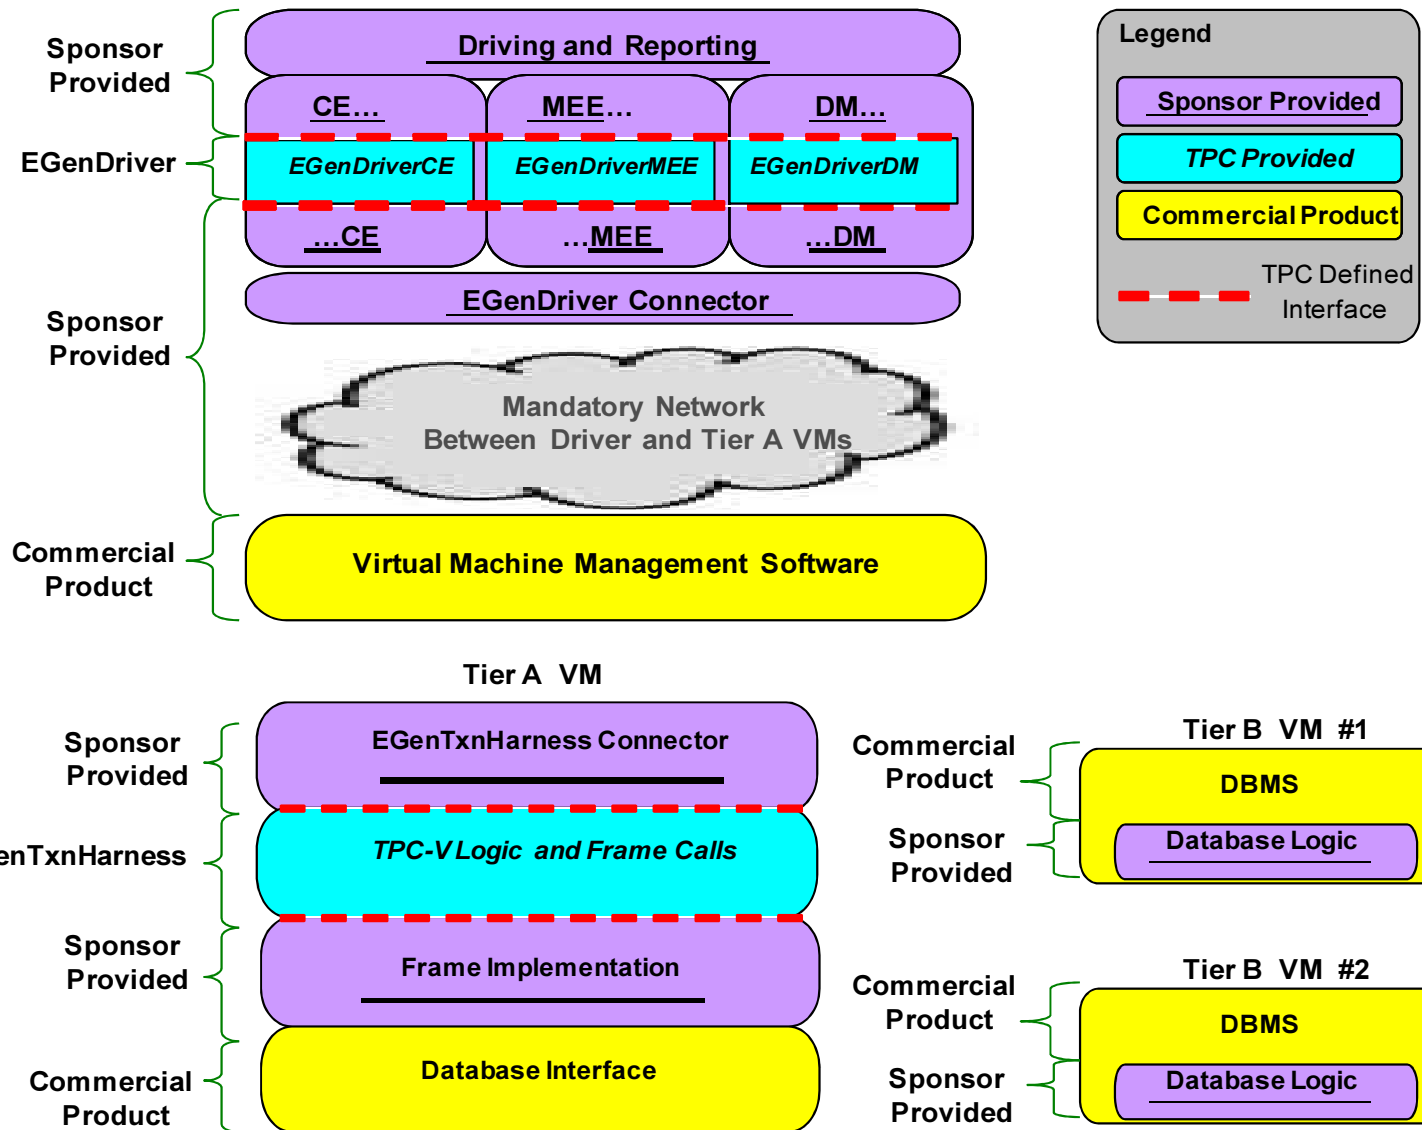 Sponsor
Provided
Driving and Reporting
Legend
Sponsor Provided
TPC Provided
Commercial Product
TPC Defined
Interface
CE...
MEE...
DM...
EGenDriver
EGenDriverCE
EGenDriverMEE
EGenDriverDM
...CE
...MEE
...DM
EGenDriver Connector
Sponsor
Provided
Mandatory Network
Between Driver and Tier A VMs
Commercial
Product
Virtual Machine Management Software
Tier A VM
Sponsor
Provided
EGenTxnHarness Connector
enTxnHarness
TPC-V Logic and Frame Calls
Sponsor
Provided
Frame Implementation
Commercial
Product
Database Interface
Tier B VM #1
Commercial
Product
DBMS
Sponsor
Provided
Database Logic
Tier B VM #2
Commercial
Product
DBMS
Sponsor
Provided
Database Logic